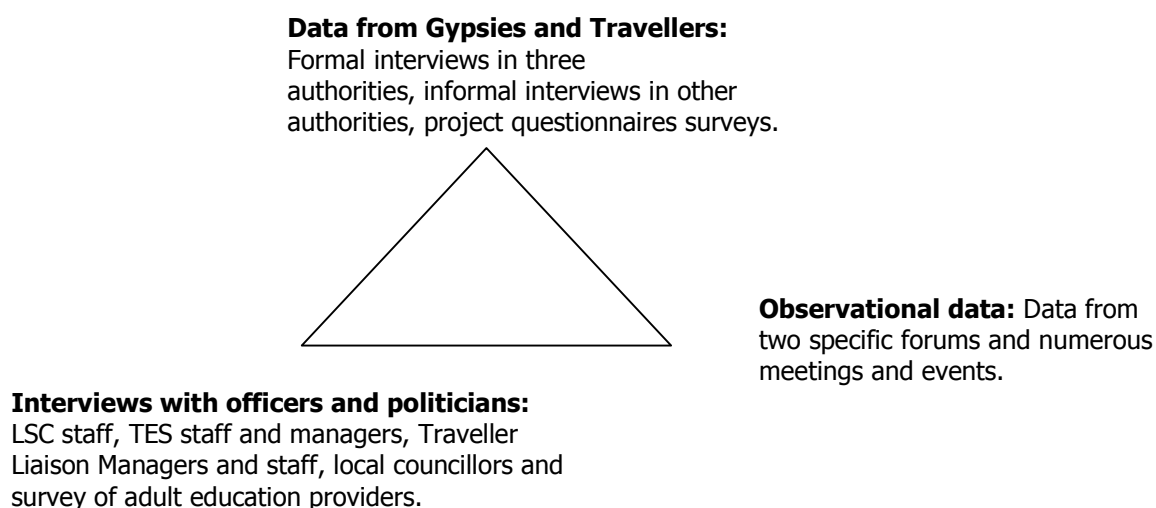 Data from Gypsies and Travellers:
Formal interviews in three
authorities, informal interviews in other
authorities, project questionnaires surveys.
Observational data: Data from
two specific forums and numerous
meetings and events.
Interviews with officers and politicians:
LSC staff, TES staff and managers, Traveller
Liaison Managers and staff, local councillors and
survey of adult education providers.